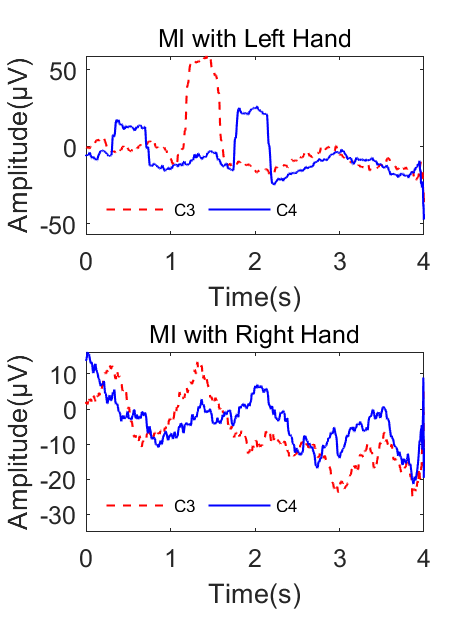 MI with Left Hand
Amplitude(µV)
50
0
-50
C3 C4
0 1 2 3 4
Time(s)
MI with Right Hand
Amplitude(µV)
10
0
-10
-20
-30
C3 C4
0 1 2 3 4
Time(s)